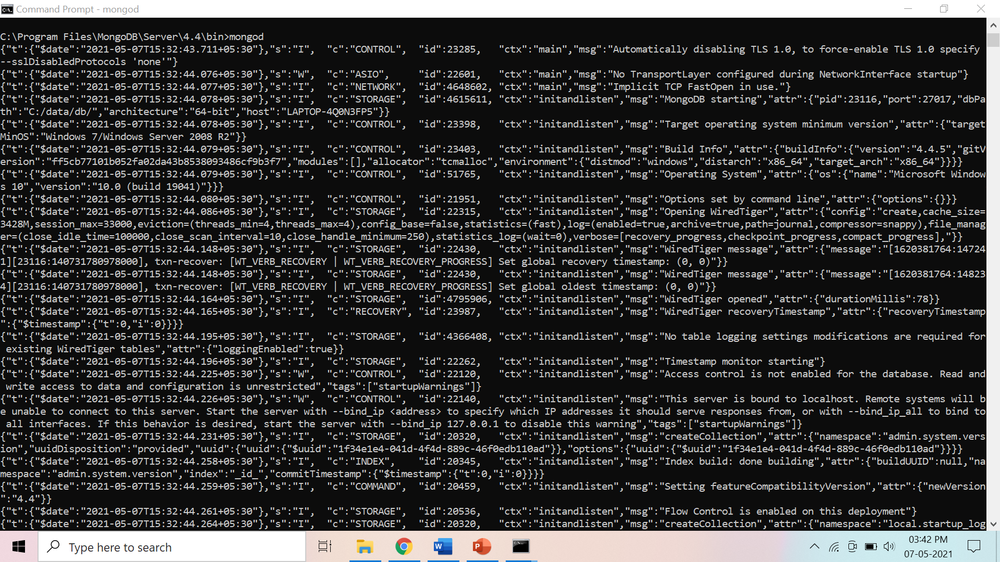 Command Prompt - mongod
C:\Program Files\MongoDB\Server\4.4\bin>mongod
{"t":{"$date":"2021-05-07T15:32:43.711+05:30"},"s":"I",  "c":"CONTROL",  "id":23285,   "ctx":"main","msg":"Automatically disabling TLS 1.0, to force-enable TLS 1.0 specify
--sslDisabledProtocols 'none'"}
{"t":{"$date":"2021-05-07T15:32:44.076+05:30"},"s":"W",  "c":"ASIO",     "id":22601,   "ctx":"main","msg":"No TransportLayer configured during NetworkInterface startup"}
{"t":{"$date":"2021-05-07T15:32:44.077+05:30"},"s":"I",  "c":"NETWORK",  "id":4648602, "ctx":"main","msg":"Implicit TCP FastOpen in use."}
{"t":{"$date":"2021-05-07T15:32:44.078+05:30"},"s":"I",  "c":"STORAGE",  "id":4615611, "ctx":"initandlisten","msg":"MongoDB starting","attr":{"pid":23116,"port":27017,"dbPa
th":"C:/data/db/","architecture":"64-bit","host":"LAPTOP-4Q0N3FP5"}}
{"t":{"$date":"2021-05-07T15:32:44.078+05:30"},"s":"I",  "c":"CONTROL",  "id":23398,   "ctx":"initandlisten","msg":"Target operating system minimum version","attr":{"target
MinOS":"Windows 7/Windows Server 2008 R2"}}
{"t":{"$date":"2021-05-07T15:32:44.079+05:30"},"s":"I",  "c":"CONTROL",  "id":23403,   "ctx":"initandlisten","msg":"Build Info","attr":{"buildInfo":{"version":"4.4.5","gitV
ersion":"ff5cb77101b052fa02da43b8538093486cf9b3f7","modules":[],"allocator":"tcmalloc","environment":{"distmod":"windows","distarch":"x86_64","target_arch":"x86_64"}}}}
{"t":{"$date":"2021-05-07T15:32:44.079+05:30"},"s":"I",  "c":"CONTROL",  "id":51765,   "ctx":"initandlisten","msg":"Operating System","attr":{"os":{"name":"Microsoft Window
s 10","version":"10.0 (build 19041)"}}}
{"t":{"$date":"2021-05-07T15:32:44.080+05:30"},"s":"I",  "c":"CONTROL",  "id":21951,   "ctx":"initandlisten","msg":"Options set by command line","attr":{"options":{}}}
{"t":{"$date":"2021-05-07T15:32:44.086+05:30"},"s":"I",  "c":"STORAGE",  "id":22315,   "ctx":"initandlisten","msg":"Opening WiredTiger","attr":{"config":"create,cache_size=
3428M,session_max=33000,eviction=(threads_min=4,threads_max=4),config_base=false,statistics=(fast),log=(enabled=true,archive=true,path=journal,compressor=snappy),file_manag
er=(close_idle_time=100000,close_scan_interval=10,close_handle_minimum=250),statistics_log=(wait=0),verbose=[recovery_progress,checkpoint_progress,compact_progress],"}}
{"t":{"$date":"2021-05-07T15:32:44.148+05:30"},"s":"I",  "c":"STORAGE",  "id":22430,   "ctx":"initandlisten","msg":"WiredTiger message","attr":{"message":"[1620381764:14724
1][23116:140731780978000], txn-recover: [WT_VERB_RECOVERY | WT_VERB_RECOVERY_PROGRESS] Set global recovery timestamp: (0, 0)"}}
{"t":{"$date":"2021-05-07T15:32:44.148+05:30"},"s":"I",  "c":"STORAGE",  "id":22430,   "ctx":"initandlisten","msg":"WiredTiger message","attr":{"message":"[1620381764:14823
4][23116:140731780978000], txn-recover: [WT_VERB_RECOVERY | WT_VERB_RECOVERY_PROGRESS] Set global oldest timestamp: (0, 0)"}}
{"t":{"$date":"2021-05-07T15:32:44.164+05:30"},"s":"I",  "c":"STORAGE",  "id":4795906, "ctx":"initandlisten","msg":"WiredTiger opened","attr":{"durationMillis":78}}
{"t":{"$date":"2021-05-07T15:32:44.165+05:30"},"s":"I",  "c":"RECOVERY", "id":23987,   "ctx":"initandlisten","msg":"WiredTiger recoveryTimestamp","attr":{"recoveryTimestamp
":{"$timestamp":{"t":0,"i":0}}}}
{"t":{"$date":"2021-05-07T15:32:44.195+05:30"},"s":"I",  "c":"STORAGE",  "id":4366408, "ctx":"initandlisten","msg":"No table logging settings modifications are required for
 existing WiredTiger tables","attr":{"loggingEnabled":true}}
{"t":{"$date":"2021-05-07T15:32:44.196+05:30"},"s":"I",  "c":"STORAGE",  "id":22262,   "ctx":"initandlisten","msg":"Timestamp monitor starting"}
{"t":{"$date":"2021-05-07T15:32:44.225+05:30"},"s":"W",  "c":"CONTROL",  "id":22120,   "ctx":"initandlisten","msg":"Access control is not enabled for the database. Read and
 write access to data and configuration is unrestricted","tags":["startupWarnings"]}
{"t":{"$date":"2021-05-07T15:32:44.226+05:30"},"s":"W",  "c":"CONTROL",  "id":22140,   "ctx":"initandlisten","msg":"This server is bound to localhost. Remote systems will b
e unable to connect to this server. Start the server with --bind_ip <address> to specify which IP addresses it should serve responses from, or with --bind_ip_all to bind to
 all interfaces. If this behavior is desired, start the server with --bind_ip 127.0.0.1 to disable this warning","tags":["startupWarnings"]}
{"t":{"$date":"2021-05-07T15:32:44.231+05:30"},"s":"I",  "c":"STORAGE",  "id":20320,   "ctx":"initandlisten","msg":"createCollection","attr":{"namespace":"admin.system.vers
ion","uuidDisposition":"provided","uuid":{"uuid":{"$uuid":"1f34e1e4-041d-4f4d-889c-46f0edb110ad"}},"options":{"uuid":{"$uuid":"1f34e1e4-041d-4f4d-889c-46f0edb110ad"}}}}
{"t":{"$date":"2021-05-07T15:32:44.258+05:30"},"s":"I",  "c":"INDEX",    "id":20345,   "ctx":"initandlisten","msg":"Index build: done building","attr":{"buildUUID":null,"na
mespace":"admin.system.version","index":"_id_","commitTimestamp":{"$timestamp":{"t":0,"i":0}}}}
{"t":{"$date":"2021-05-07T15:32:44.259+05:30"},"s":"I",  "c":"COMMAND",  "id":20459,   "ctx":"initandlisten","msg":"Setting featureCompatibilityVersion","attr":{"newVersion
":"4.4"}}
{"t":{"$date":"2021-05-07T15:32:44.261+05:30"},"s":"I",  "c":"STORAGE",  "id":20536,   "ctx":"initandlisten","msg":"Flow Control is enabled on this deployment"}
{"t":{"$date":"2021-05-07T15:32:44.264+05:30"},"s":"I",  "c":"STORAGE",  "id":20320,   "ctx":"initandlisten","msg":"createCollection","attr":{"namespace":"local.startup_log
Type here to search
03:42 PM
07-05-2021